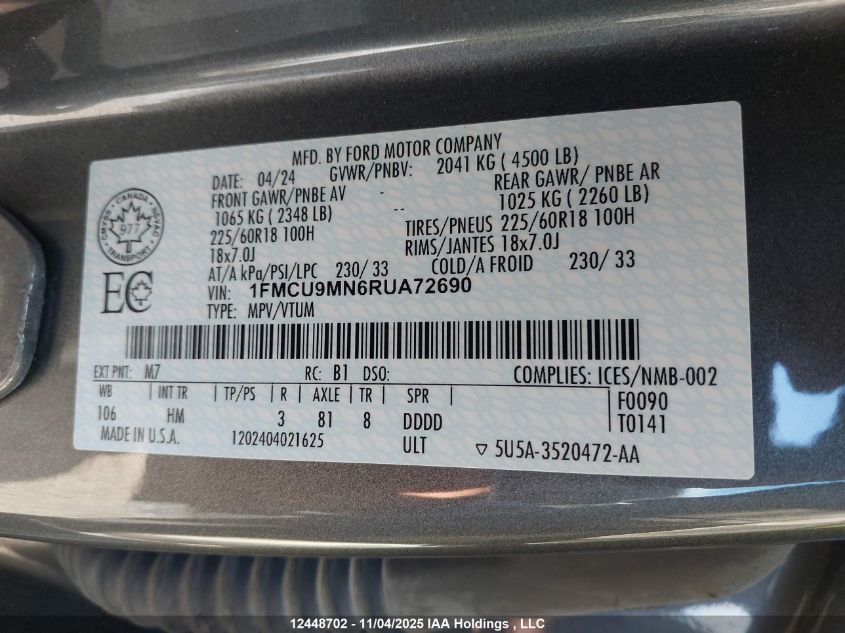 MFD. BY FORD MOTOR COMPANY
DATE: 04/24 GVWR/PNBV: 2041 KG ( 4500 LB)
FRONT GAWR/PNBE AV - REAR GAWR/ PNBE AR
1065 KG ( 2348 LB) -- 1025 KG ( 2260 LB)
225/60R18 100H TIRES/PNEUS 225/60R18 100H
18x7.0J RIMS/JANTES 18x7.0J
AT/A kPa/PSI/LPC 230/ 33 COLD/A FROID 230/ 33
VIN: 1FMCU9MN6RUA72690
TYPE: MPV/VTUM
CANADA
CMVSS NSVAC
977
TRANSPORT
EC
EXT PNT: M7 RC: B1 DSO: COMPLIES: ICES/NMB-002
WB INT TR TP/PS R AXLE TR SPR F0090
106 HM 3 81 8 DDDD T0141
MADE IN U.S.A. 1202404021625 ULT ▽ 5U5A-3520472-AA
12448702 - 11/04/2025 IAA Holdings , LLC